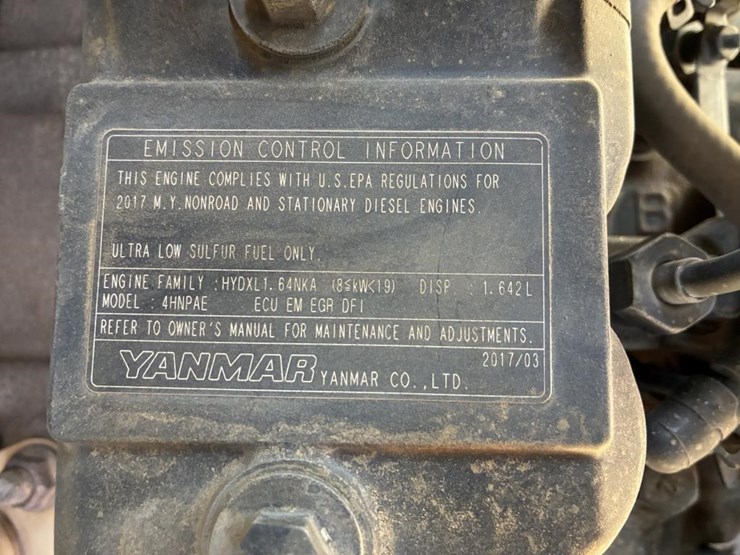 EMISSION CONTROL INFORMATION
THIS ENGINE COMPLIES WITH U.S.EPA REGULATIONS FOR
2017 M.Y.NONROAD AND STATIONARY DIESEL ENGINES.
ULTRA LOW SULFUR FUEL ONLY.
ENGINE FAMILY :HYDXL1.64NKA (8≤kW<19) DISP :1.642L
MODEL : 4HNPAE ECU EM EGR DFI
REFER TO OWNER'S MANUAL FOR MAINTENANCE AND ADJUSTMENTS.
2017/03
YANMAR YANMAR CO.,LTD.